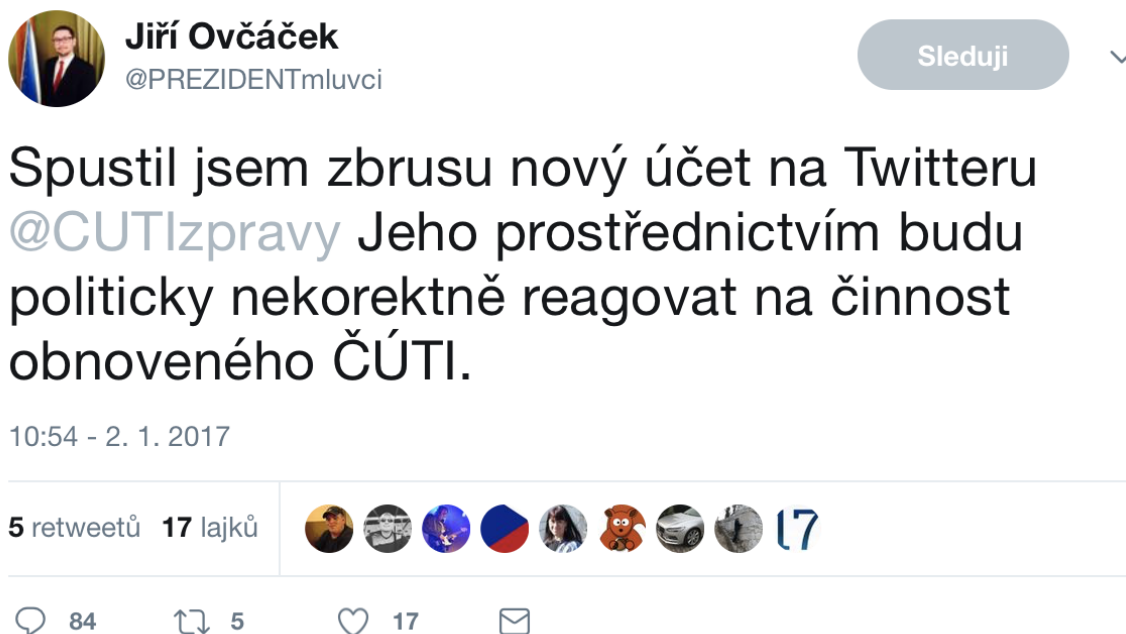 Jiří Ovčáček
@PREZIDENTmluvci
Sleduji
Spustil jsem zbrusu nový účet na Twitteru
@CUTIzpravy Jeho prostřednictvím budu
politicky nekorektně reagovat na činnost
obnoveného ČÚTI.
10:54 - 2. 1. 2017
5 retweetů 17 lajků
17
84 5 17